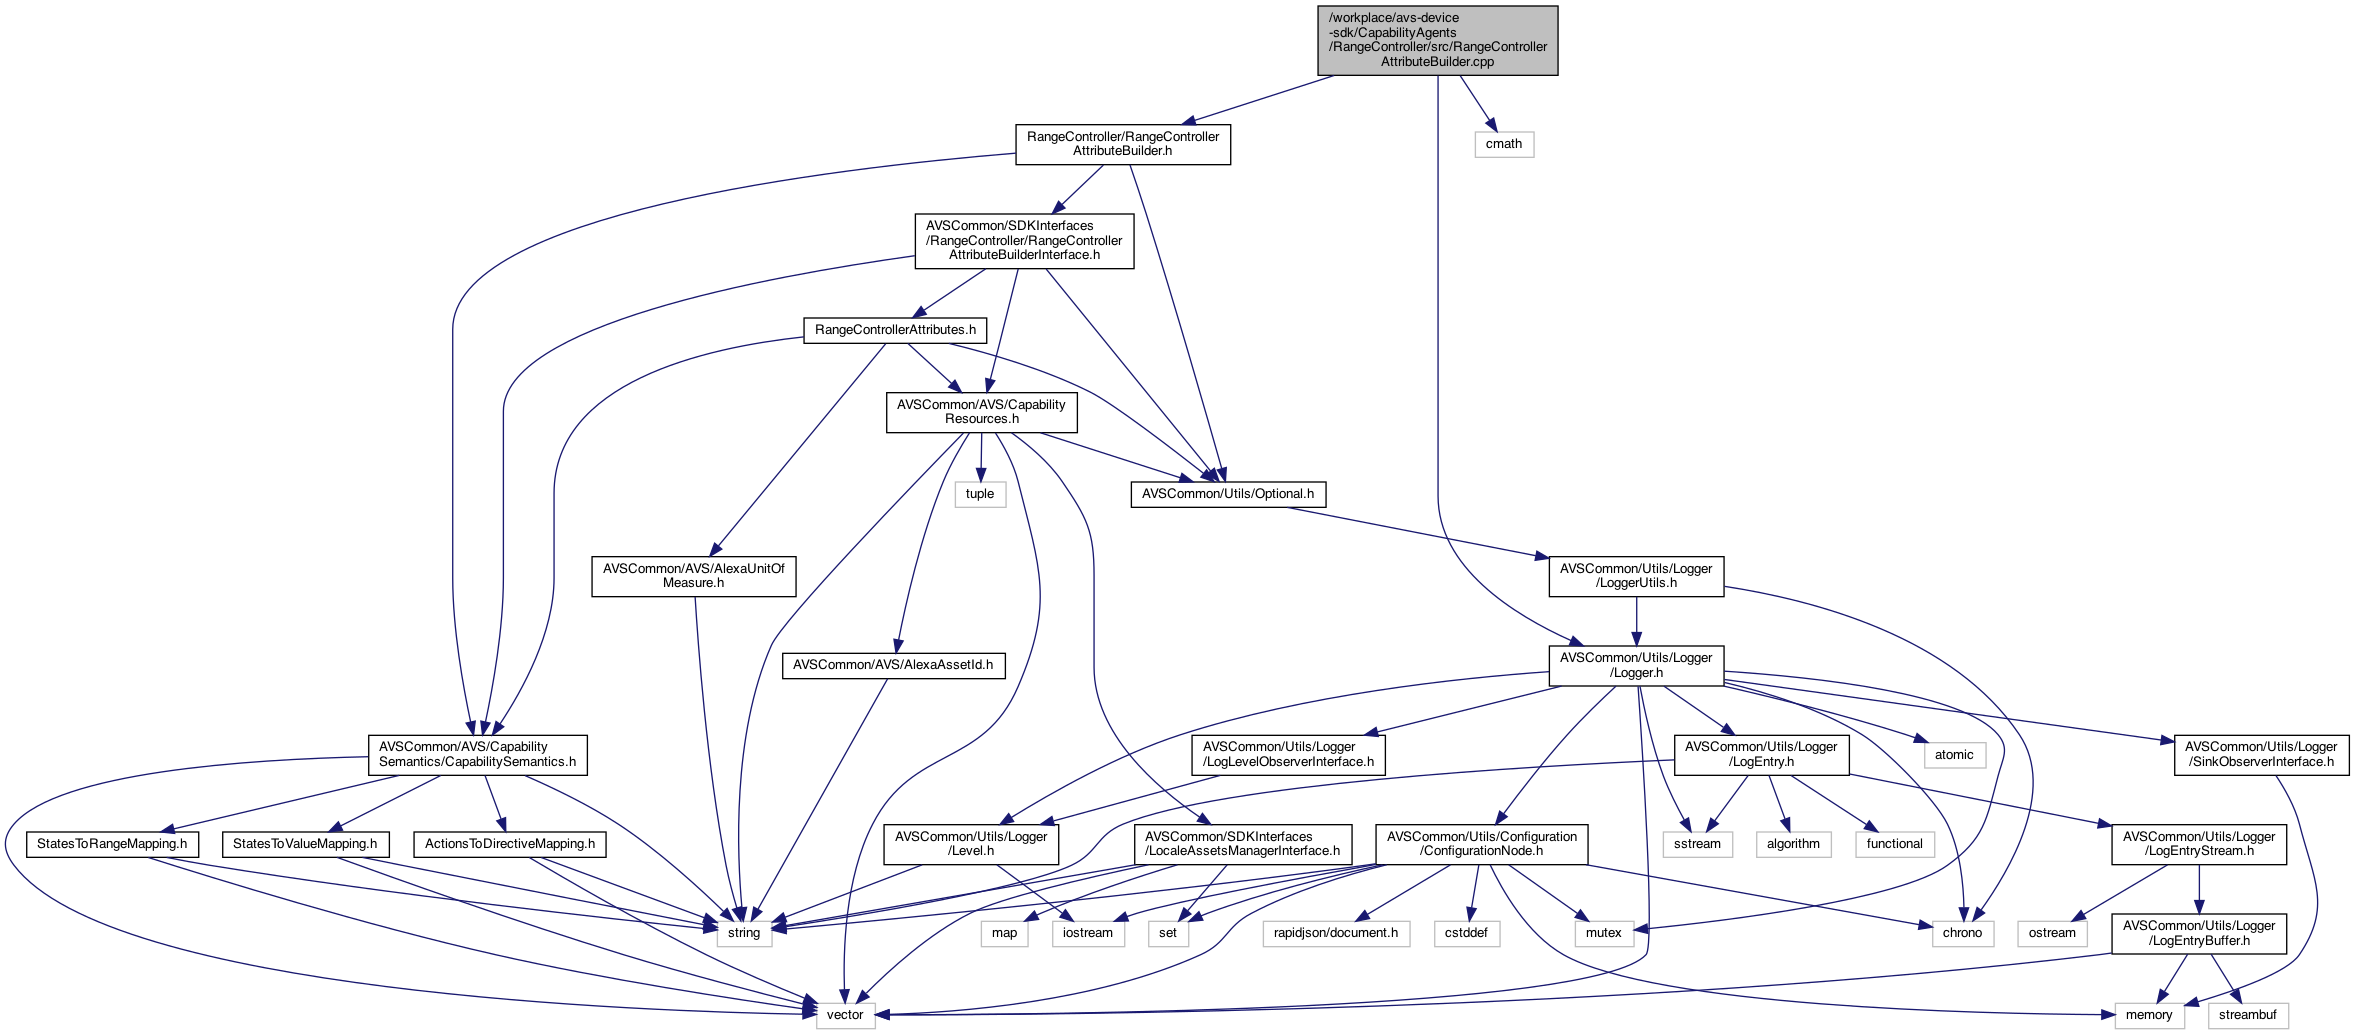 /workplace/avs-device
-sdk/CapabilityAgents
/RangeController/src/RangeController
AttributeBuilder.cpp
RangeController/RangeController
AttributeBuilder.h
cmath
AVSCommon/SDKInterfaces
/RangeController/RangeController
AttributeBuilderInterface.h
RangeControllerAttributes.h
AVSCommon/AVS/Capability
Resources.h
tuple
AVSCommon/Utils/Optional.h
AVSCommon/AVS/AlexaUnitOf
Measure.h
AVSCommon/Utils/Logger
/LoggerUtils.h
AVSCommon/AVS/AlexaAssetId.h
AVSCommon/Utils/Logger
/Logger.h
AVSCommon/AVS/Capability
Semantics/CapabilitySemantics.h
AVSCommon/Utils/Logger
/LogLevelObserverInterface.h
AVSCommon/Utils/Logger
/LogEntry.h
atomic
AVSCommon/Utils/Logger
/SinkObserverInterface.h
StatesToRangeMapping.h
StatesToValueMapping.h
ActionsToDirectiveMapping.h
AVSCommon/Utils/Logger
/Level.h
AVSCommon/SDKInterfaces
/LocaleAssetsManagerInterface.h
AVSCommon/Utils/Configuration
/ConfigurationNode.h
sstream
algorithm
functional
AVSCommon/Utils/Logger
/LogEntryStream.h
string
map
iostream
set
rapidjson/document.h
cstddef
mutex
chrono
ostream
AVSCommon/Utils/Logger
/LogEntryBuffer.h
vector
memory
streambuf